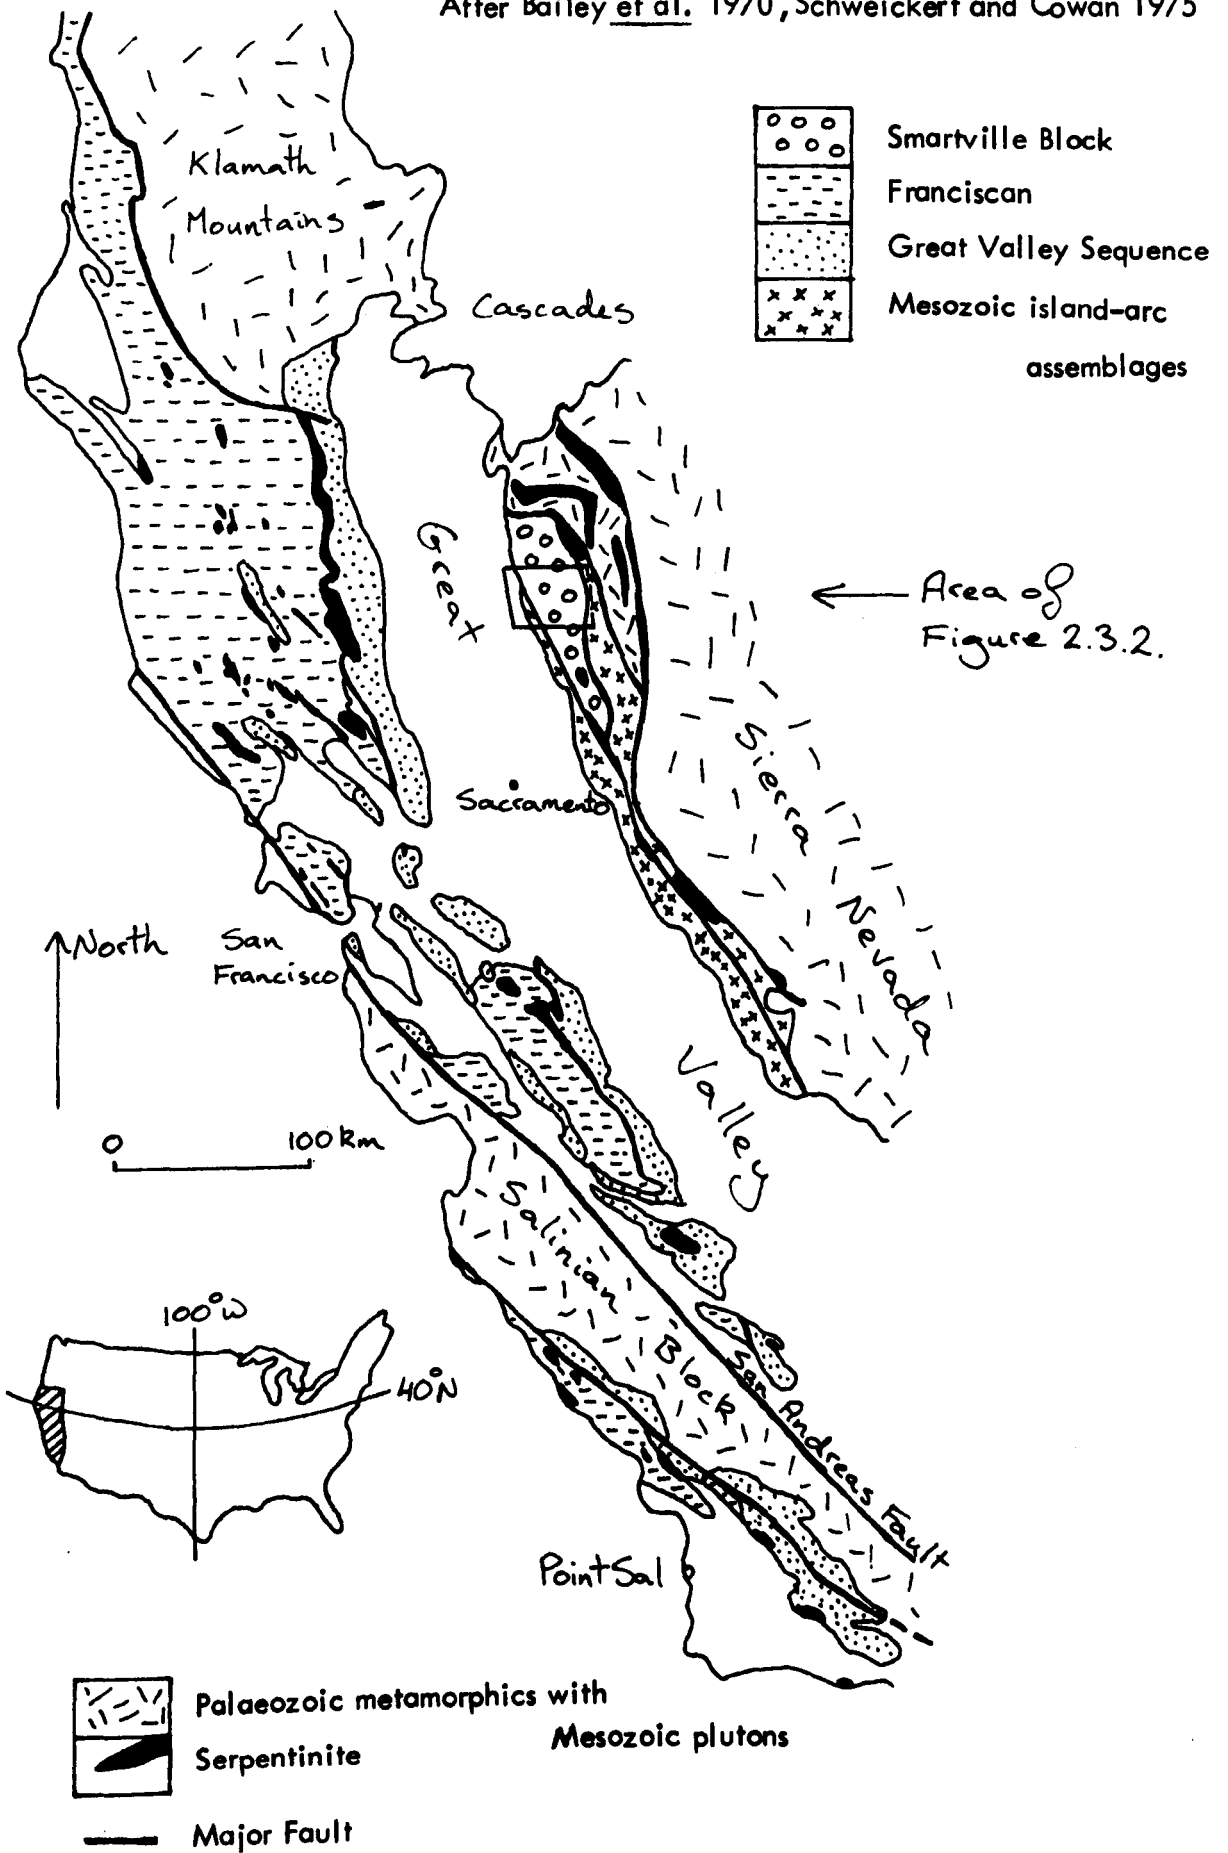 After Bailey et al. 1970, Schweickert and Cowan 1975
Smartville Block
Franciscan
Great Valley Sequence
Mesozoic island-arc
assemblages
Klamath
Mountains
Cascades
Great
Area of
Figure 2.3.2.
Sierra
Sacramento
Nevada
North
San
Francisco
Valley
0 100 km
Salinian
Block
San Andreas Fault
100°W
40°N
Point Sal
Palaeozoic metamorphics with
Mesozoic plutons
Serpentinite
Major Fault